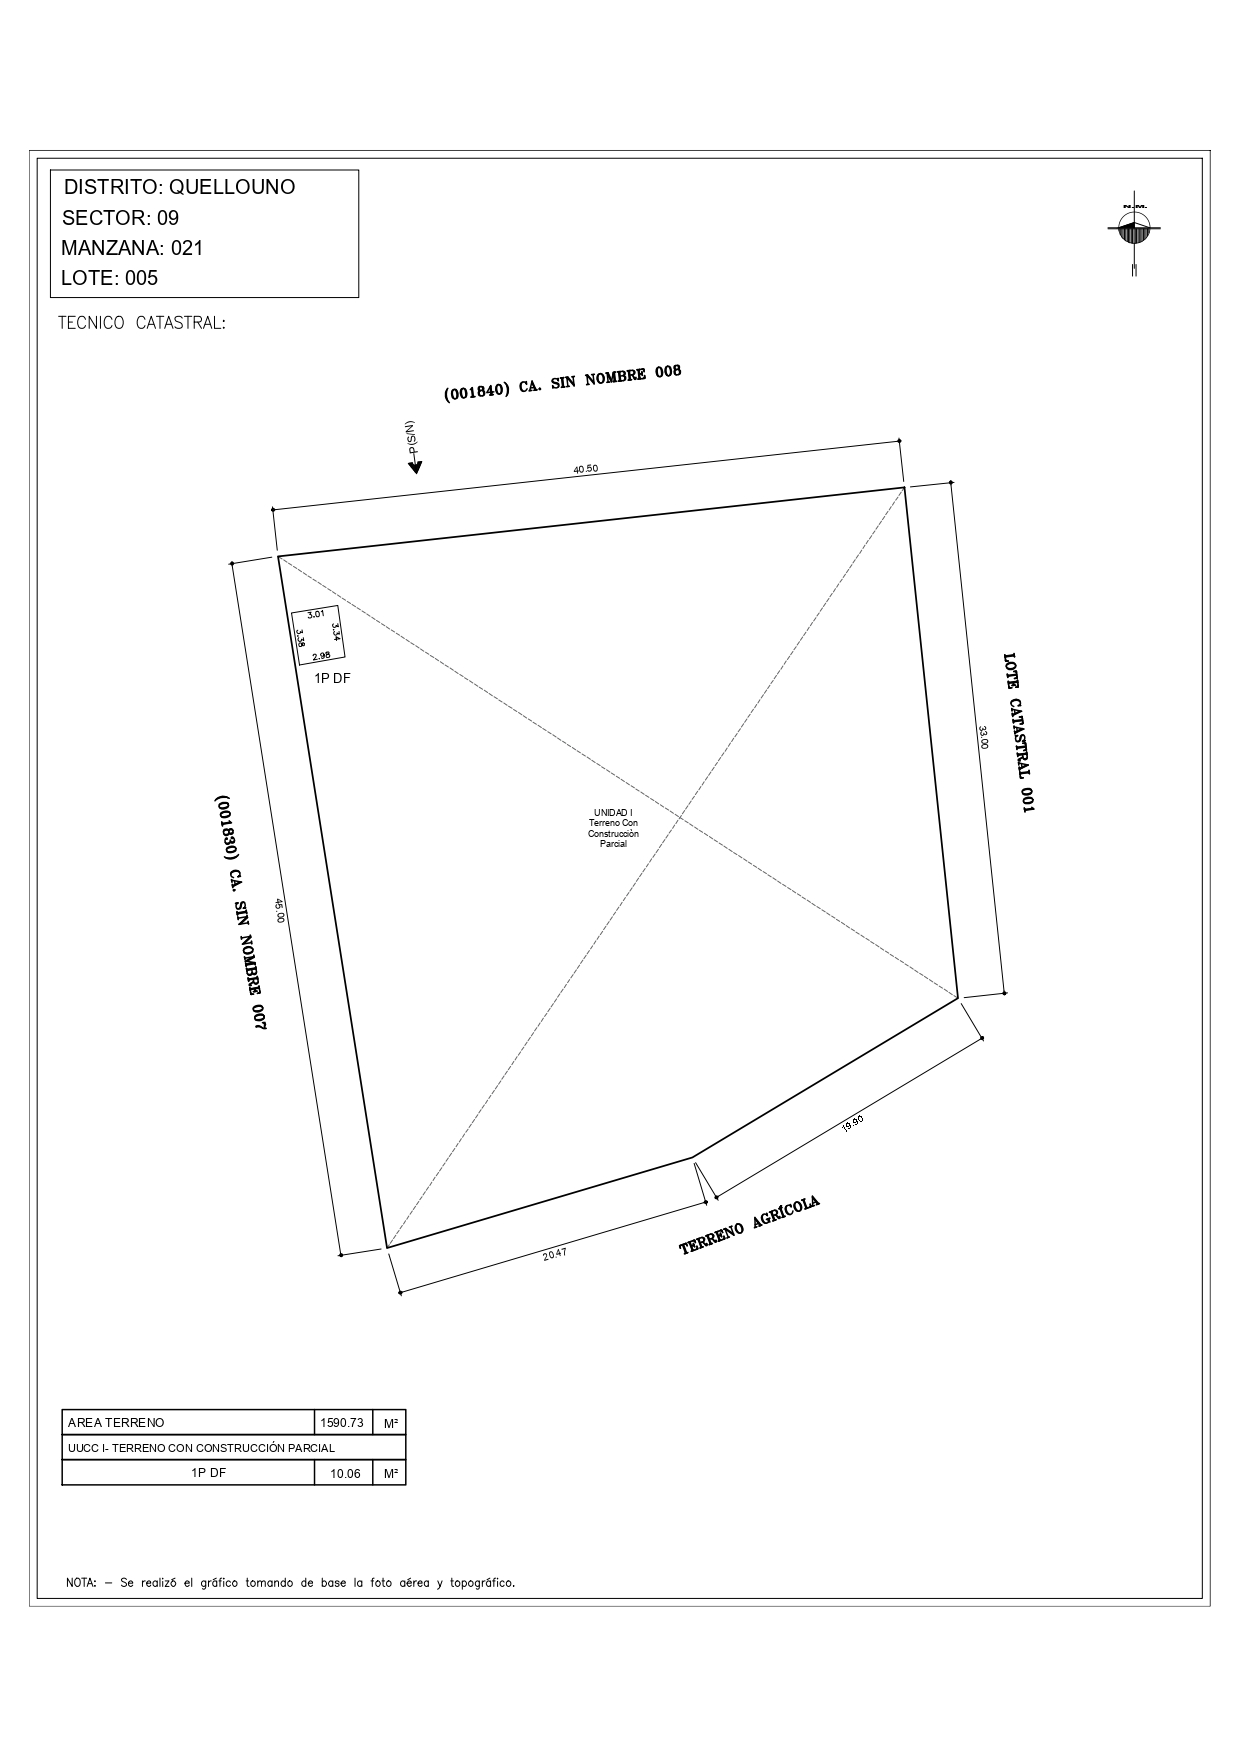 DISTRITO: QUELLOUNO
SECTOR: 09
MANZANA: 021
LOTE: 005
N.M.
TECNICO CATASTRAL:
(001840) CA. SIN NOMBRE 008
P(S/N)
40.50
3.01
3.38
3.34
2.98
1P DF
LOTE CATASTRAL 001
33.00
UNIDAD I
Terreno Con
Construcción
Parcial
(001830) CA. SIN NOMBRE 007
45.00
19.90
TERRENO AGRÍCOLA
20.47
AREA TERRENO 1590.73 M²
UUCC I- TERRENO CON CONSTRUCCIÓN PARCIAL
1P DF 10.06 M²
NOTA: - Se realizó el gráfico tomando de base la foto aérea y topográfico.